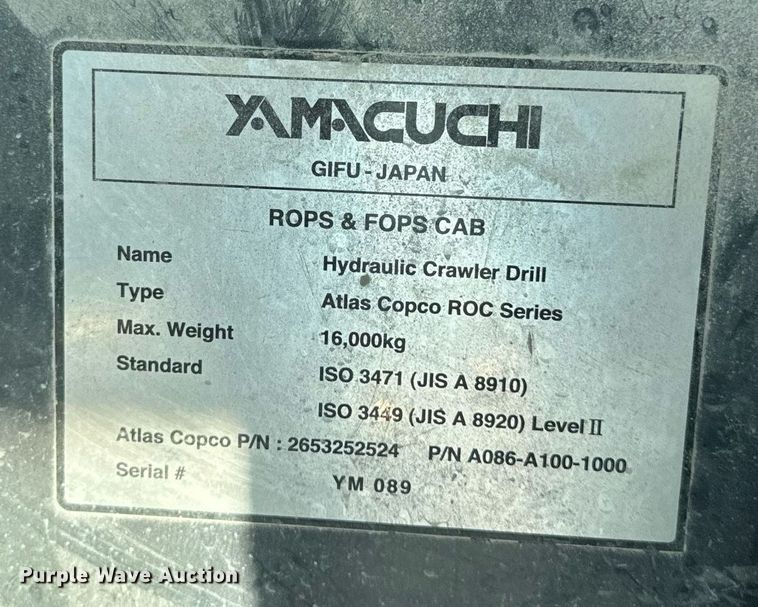 YAMAGUCHI
GIFU - JAPAN
ROPS & FOPS CAB
Name Hydraulic Crawler Drill
Type Atlas Copco ROC Series
Max. Weight 16,000kg
Standard ISO 3471 (JIS A 8910)
ISO 3449 (JIS A 8920) Level II
Atlas Copco P/N : 2653252524 P/N A086-A100-1000
Serial # YM 089
Purple Wave Auction